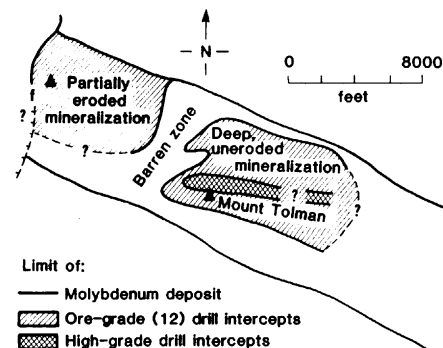 - N -
0 8000
feet
?
Partially
eroded
mineralization
?
Barren zone
Deep,
uneroded
mineralization
?
?
Mount Tolman
Limit of:
Molybdenum deposit
Ore-grade (12) drill intercepts
High-grade drill intercepts